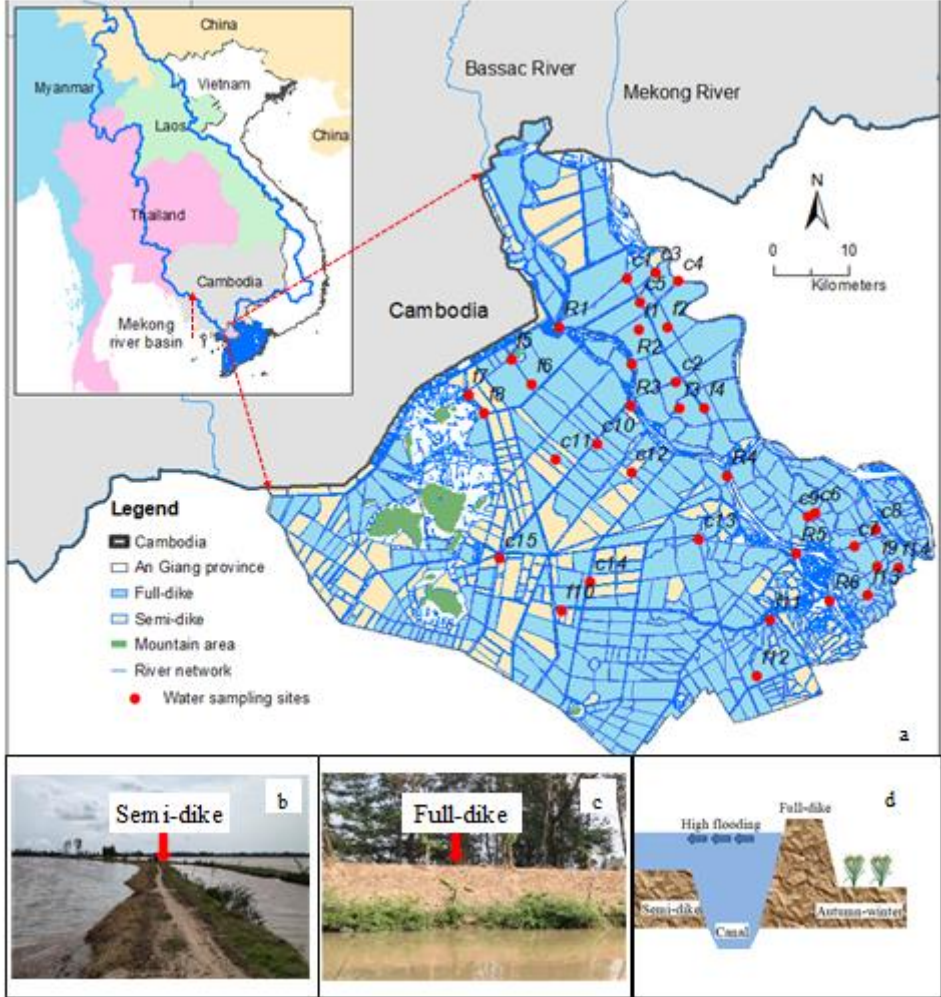 China
Myanmar
Vietnam
Laos
China
Thailand
Cambodia
Mekong
river basin
Bassac River
Mekong River
N
0 10
Kilometers
Cambodia
c1
c3
c4
c5
R1
f1
f2
R2
f5
f6
c2
f7
R3
f3
f4
f8
c10
c11
c12
R4
c9
c6
c8
c13
c7
R5
f9
f14
c15
c14
f13
f10
R6
f11
f12
Legend
Cambodia
An Giang province
Full-dike
Semi-dike
Mountain area
River network
Water sampling sites
a
Semi-dike
b
Full-dike
c
d
Full-dike
High flooding
Semi-dike
Autumn-winter
Canal